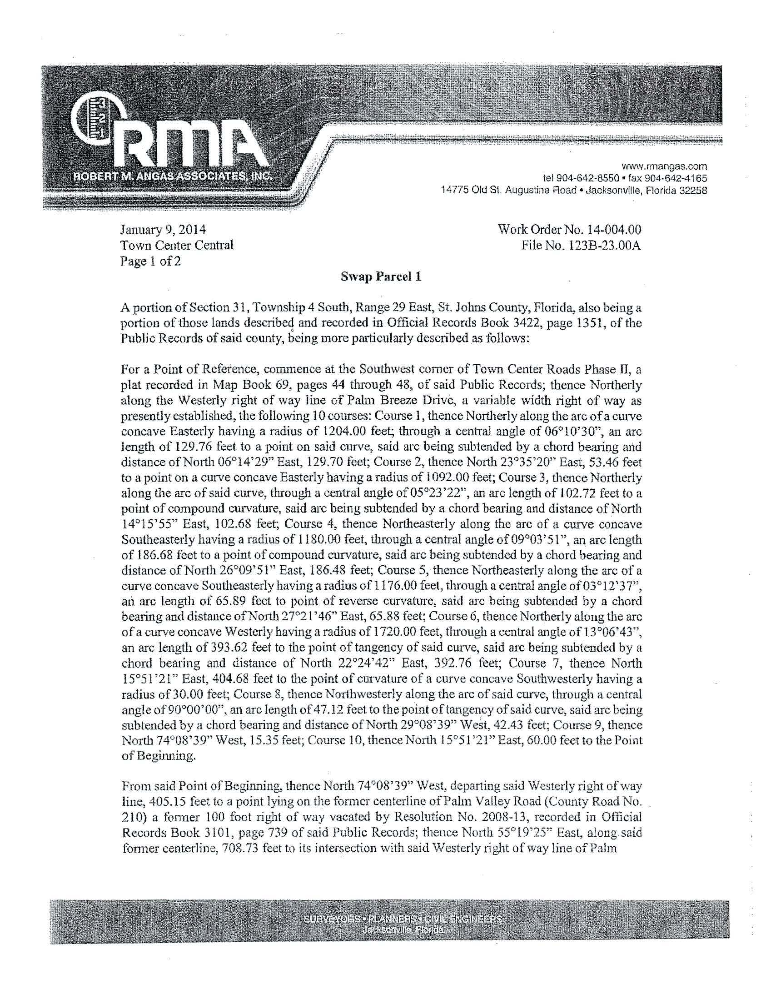 3 2 1
RMA
ROBERT M. ANGAS ASSOCIATES, INC.
www.rmangas.com
tel 904-642-8550 • fax 904-642-4165
14775 Old St. Augustine Road • Jacksonville, Florida 32258
January 9, 2014
Work Order No. 14-004.00
Town Center Central
File No. 123B-23.00A
Page 1 of 2
Swap Parcel 1
A portion of Section 31, Township 4 South, Range 29 East, St. Johns County, Florida, also being a
portion of those lands described and recorded in Official Records Book 3422, page 1351, of the
Public Records of said county, being more particularly described as follows:
For a Point of Reference, commence at the Southwest corner of Town Center Roads Phase II, a
plat recorded in Map Book 69, pages 44 through 48, of said Public Records; thence Northerly
along the Westerly right of way line of Palm Breeze Drive, a variable width right of way as
presently established, the following 10 courses: Course 1, thence Northerly along the arc of a curve
concave Easterly having a radius of 1204.00 feet; through a central angle of 06°10'30”, an arc
length of 129.76 feet to a point on said curve, said arc being subtended by a chord bearing and
distance of North 06°14'29” East, 129.70 feet; Course 2, thence North 23°35'20” East, 53.46 feet
to a point on a curve concave Easterly having a radius of 1092.00 feet; Course 3, thence Northerly
along the arc of said curve, through a central angle of 05°23'22”, an arc length of 102.72 feet to a
point of compound curvature, said arc being subtended by a chord bearing and distance of North
14°15'55” East, 102.68 feet; Course 4, thence Northeasterly along the arc of a curve concave
Southeasterly having a radius of 1180.00 feet, through a central angle of 09°03'51”, an arc length
of 186.68 feet to a point of compound curvature, said arc being subtended by a chord bearing and
distance of North 26°09'51” East, 186.48 feet; Course 5, thence Northeasterly along the arc of a
curve concave Southeasterly having a radius of 1176.00 feet, through a central angle of 03°12'37”,
an arc length of 65.89 feet to point of reverse curvature, said arc being subtended by a chord
bearing and distance of North 27°21'46” East, 65.88 feet; Course 6, thence Northerly along the arc
of a curve concave Westerly having a radius of 1720.00 feet, through a central angle of 13°06'43”,
an arc length of 393.62 feet to the point of tangency of said curve, said arc being subtended by a
chord bearing and distance of North 22°24'42” East, 392.76 feet; Course 7, thence North
15°51'21” East, 404.68 feet to the point of curvature of a curve concave Southwesterly having a
radius of 30.00 feet; Course 8, thence Northwesterly along the arc of said curve, through a central
angle of 90°00'00”, an arc length of 47.12 feet to the point of tangency of said curve, said arc being
subtended by a chord bearing and distance of North 29°08'39” West, 42.43 feet; Course 9, thence
North 74°08'39” West, 15.35 feet; Course 10, thence North 15°51'21” East, 60.00 feet to the Point
of Beginning.
From said Point of Beginning, thence North 74°08'39” West, departing said Westerly right of way
line, 405.15 feet to a point lying on the former centerline of Palm Valley Road (County Road No.
210) a former 100 foot right of way vacated by Resolution No. 2008-13, recorded in Official
Records Book 3101, page 739 of said Public Records; thence North 55°19'25” East, along said
former centerline, 708.73 feet to its intersection with said Westerly right of way line of Palm
SURVEYORS • PLANNERS • CIVIL ENGINEERS
Jacksonville, Florida